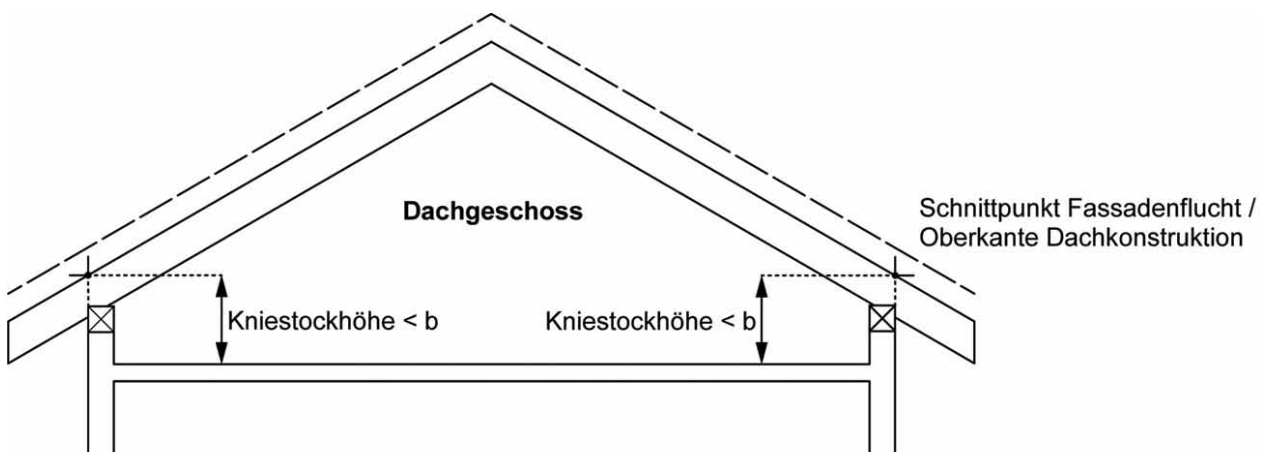 Dachgeschoss
Schnittpunkt Fassadenflucht /
Oberkante Dachkonstruktion
Kniestockhöhe < b
Kniestockhöhe < b